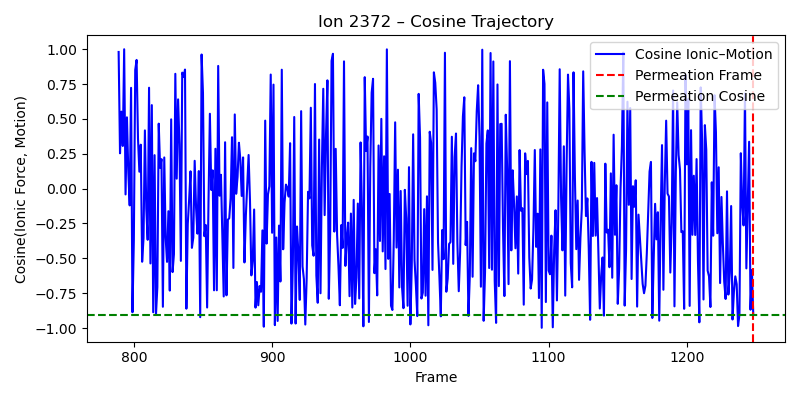 Ion 2372 – Cosine Trajectory
Cosine(Ionic Force, Motion)
1.00
0.75
0.50
0.25
0.00
−0.25
−0.50
−0.75
−1.00
Cosine Ionic–Motion
Permeation Frame
Permeation Cosine
800
900
1000
1100
1200
Frame